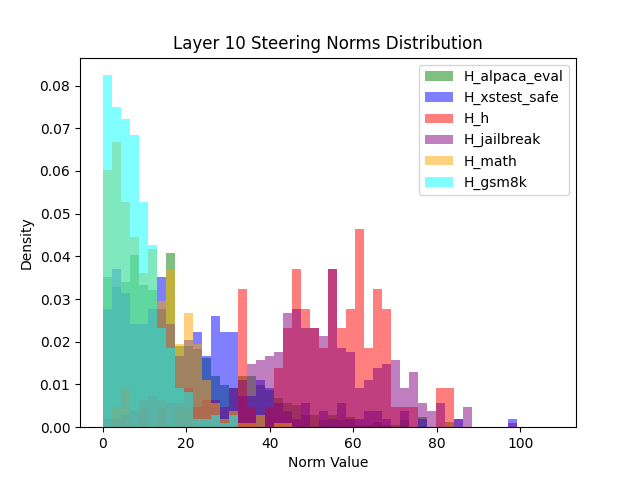 Layer 10 Steering Norms Distribution
H_alpaca_eval
H_xstest_safe
H_h
H_jailbreak
H_math
H_gsm8k
Density
0.08
0.07
0.06
0.05
0.04
0.03
0.02
0.01
0.00
0 20 40 60 80 100
Norm Value